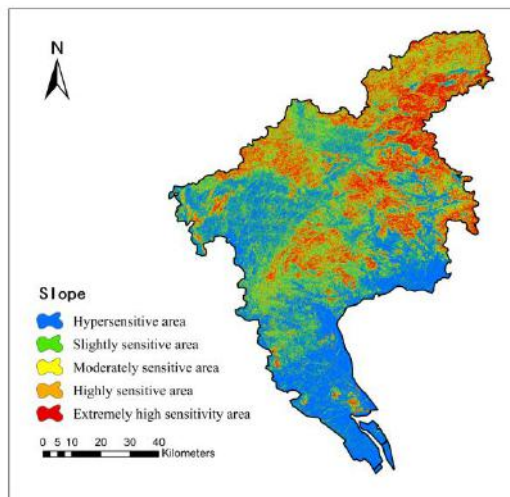 N
Slope
Hypersensitive area
Slightly sensitive area
Moderately sensitive area
Highly sensitive area
Extremely high sensitivity area
0 5 10 20 30 40
Kilometers